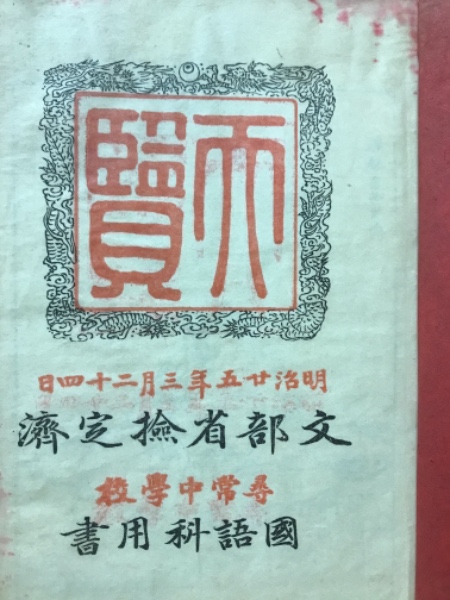 天覽
明治廿五年三月二十四日
文部省撿定濟
尋常中學校
國語科用書